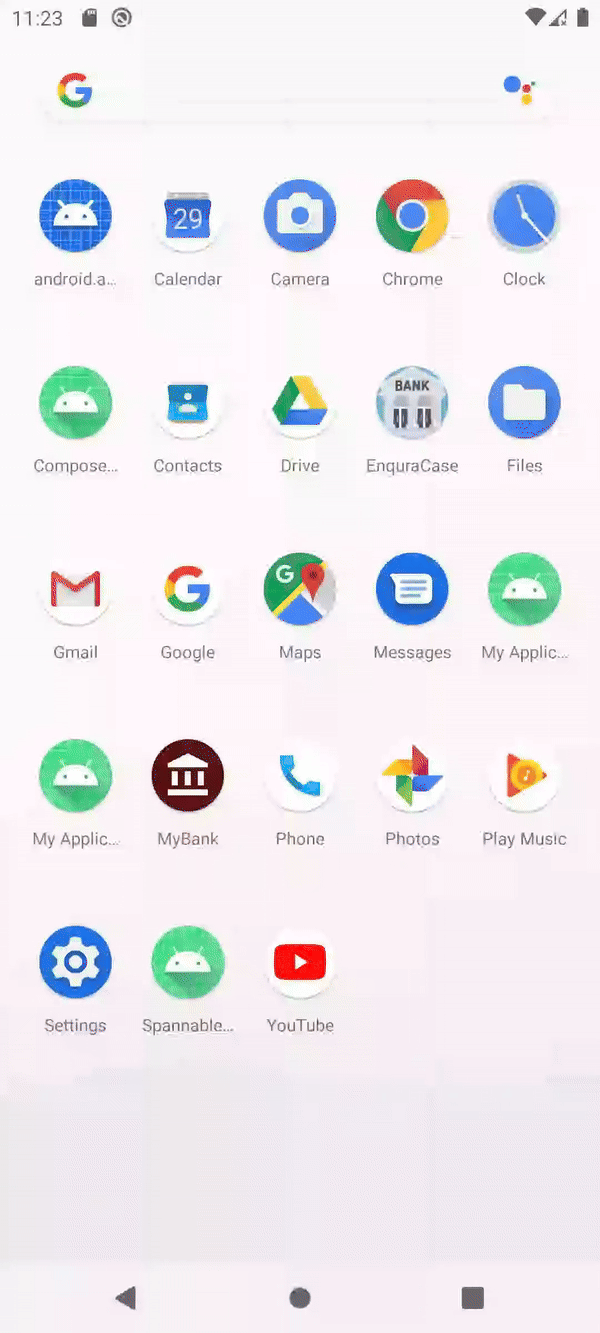 11:23
android.a... Calendar Camera Chrome Clock
29
BANK
Compose... Contacts Drive EnquraCase Files
G
Gmail Google Maps Messages My Applic...
My Applic... MyBank Phone Photos Play Music
Settings Spannable... YouTube